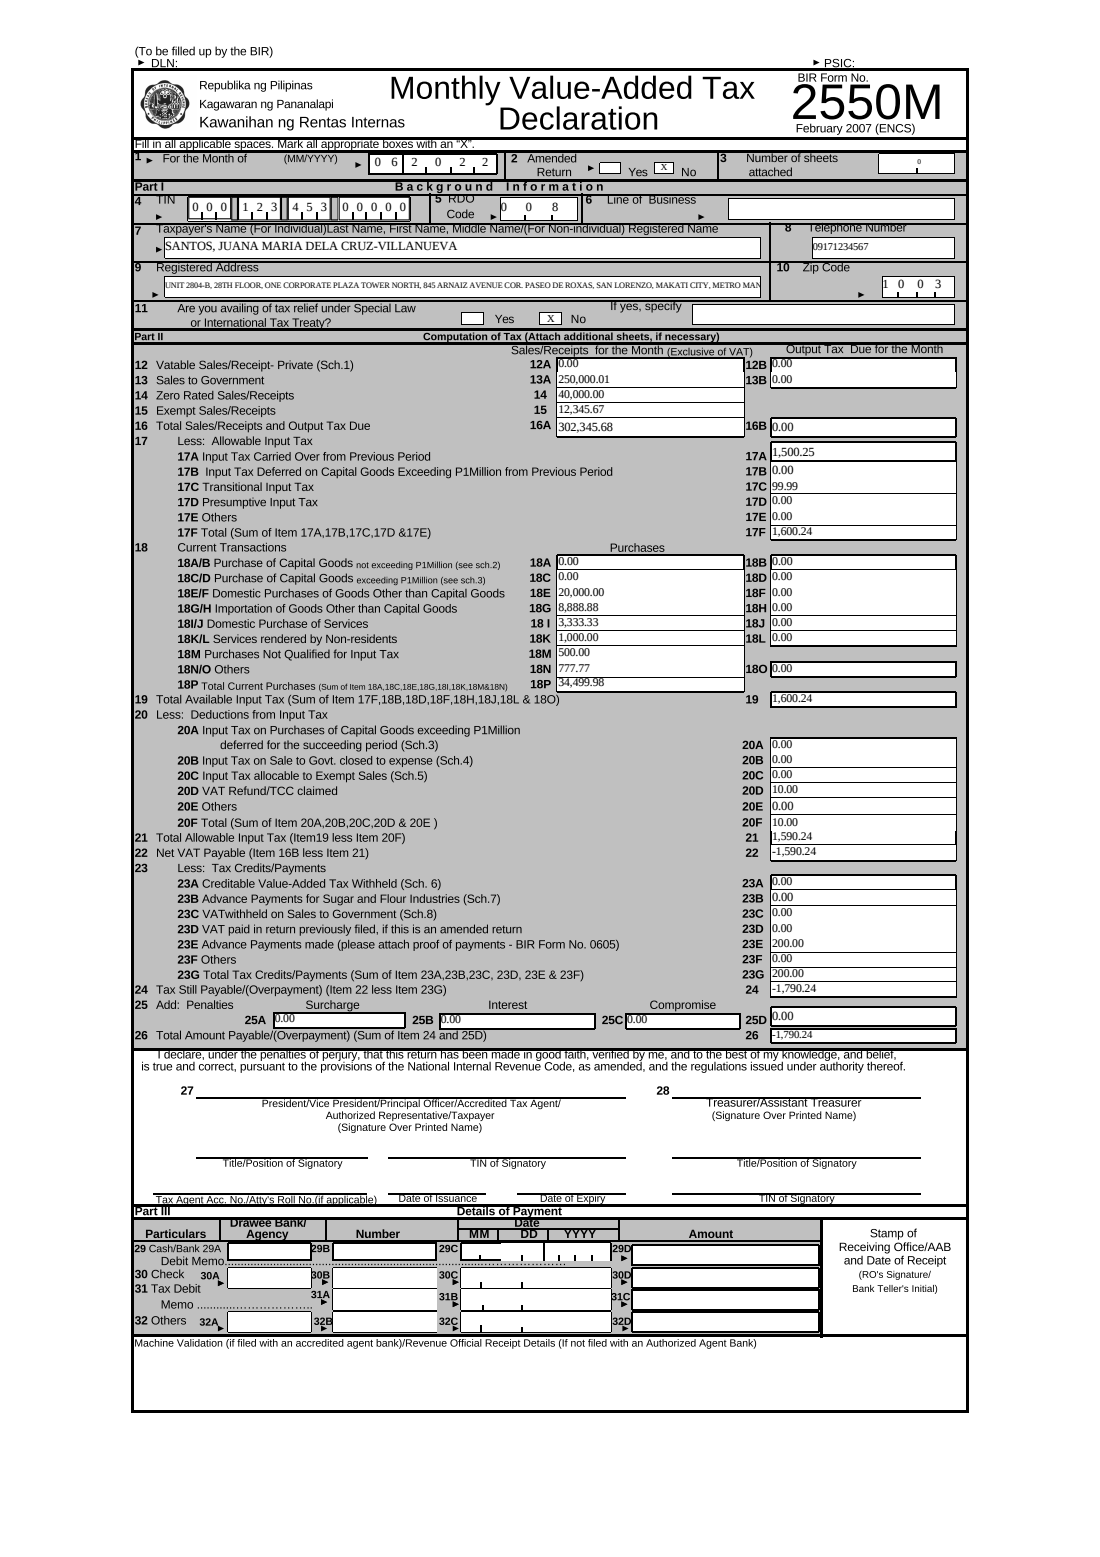 (To be filled up by the BIR)
► DLN: ► PSIC:
Republika ng Pilipinas
Kagawaran ng Pananalapi
Kawanihan ng Rentas Internas
Monthly Value-Added Tax
Declaration
BIR Form No.
2550M
February 2007 (ENCS)
Fill in all applicable spaces. Mark all appropriate boxes with an "X".
1 ► For the Month of (MM/YYYY) ► 0 6 2 0 2 2 2 Amended Return ► Yes X No 3 Number of sheets attached 0
Part I Background Information
4 TIN ► 0 0 0 1 2 3 4 5 3 0 0 0 0 0 5 RDO Code ► 0 0 8 6 Line of Business ►
7 Taxpayer's Name (For Individual)Last Name, First Name, Middle Name/(For Non-individual) Registered Name 8 Telephone Number
► SANTOS, JUANA MARIA DELA CRUZ-VILLANUEVA 09171234567
9 Registered Address 10 Zip Code
► UNIT 2804-B, 28TH FLOOR, ONE CORPORATE PLAZA TOWER NORTH, 845 ARNAIZ AVENUE COR. PASEO DE ROXAS, SAN LORENZO, MAKATI CITY, METRO MAN ► 1 0 0 3
11 Are you availing of tax relief under Special Law If yes, specify
or International Tax Treaty? Yes X No
Part II Computation of Tax (Attach additional sheets, if necessary)
Sales/Receipts for the Month (Exclusive of VAT) Output Tax Due for the Month
12 Vatable Sales/Receipt- Private (Sch.1) 12A 0.00 12B 0.00
13 Sales to Government 13A 250,000.01 13B 0.00
14 Zero Rated Sales/Receipts 14 40,000.00
15 Exempt Sales/Receipts 15 12,345.67
16 Total Sales/Receipts and Output Tax Due 16A 302,345.68 16B 0.00
17 Less: Allowable Input Tax
17A Input Tax Carried Over from Previous Period 17A 1,500.25
17B Input Tax Deferred on Capital Goods Exceeding P1Million from Previous Period 17B 0.00
17C Transitional Input Tax 17C 99.99
17D Presumptive Input Tax 17D 0.00
17E Others 17E 0.00
17F Total (Sum of Item 17A,17B,17C,17D &17E) 17F 1,600.24
18 Current Transactions Purchases
18A/B Purchase of Capital Goods not exceeding P1Million (see sch.2) 18A 0.00 18B 0.00
18C/D Purchase of Capital Goods exceeding P1Million (see sch.3) 18C 0.00 18D 0.00
18E/F Domestic Purchases of Goods Other than Capital Goods 18E 20,000.00 18F 0.00
18G/H Importation of Goods Other than Capital Goods 18G 8,888.88 18H 0.00
18I/J Domestic Purchase of Services 18 I 3,333.33 18J 0.00
18K/L Services rendered by Non-residents 18K 1,000.00 18L 0.00
18M Purchases Not Qualified for Input Tax 18M 500.00
18N/O Others 18N 777.77 18O 0.00
18P Total Current Purchases (Sum of Item 18A,18C,18E,18G,18I,18K,18M&18N) 18P 34,499.98
19 Total Available Input Tax (Sum of Item 17F,18B,18D,18F,18H,18J,18L & 18O) 19 1,600.24
20 Less: Deductions from Input Tax
20A Input Tax on Purchases of Capital Goods exceeding P1Million
deferred for the succeeding period (Sch.3) 20A 0.00
20B Input Tax on Sale to Govt. closed to expense (Sch.4) 20B 0.00
20C Input Tax allocable to Exempt Sales (Sch.5) 20C 0.00
20D VAT Refund/TCC claimed 20D 10.00
20E Others 20E 0.00
20F Total (Sum of Item 20A,20B,20C,20D & 20E ) 20F 10.00
21 Total Allowable Input Tax (Item19 less Item 20F) 21 1,590.24
22 Net VAT Payable (Item 16B less Item 21) 22 -1,590.24
23 Less: Tax Credits/Payments
23A Creditable Value-Added Tax Withheld (Sch. 6) 23A 0.00
23B Advance Payments for Sugar and Flour Industries (Sch.7) 23B 0.00
23C VATwithheld on Sales to Government (Sch.8) 23C 0.00
23D VAT paid in return previously filed, if this is an amended return 23D 0.00
23E Advance Payments made (please attach proof of payments - BIR Form No. 0605) 23E 200.00
23F Others 23F 0.00
23G Total Tax Credits/Payments (Sum of Item 23A,23B,23C, 23D, 23E & 23F) 23G 200.00
24 Tax Still Payable/(Overpayment) (Item 22 less Item 23G) 24 -1,790.24
25 Add: Penalties Surcharge Interest Compromise
25A 0.00 25B 0.00 25C 0.00 25D 0.00
26 Total Amount Payable/(Overpayment) (Sum of Item 24 and 25D) 26 -1,790.24
I declare, under the penalties of perjury, that this return has been made in good faith, verified by me, and to the best of my knowledge, and belief,
is true and correct, pursuant to the provisions of the National Internal Revenue Code, as amended, and the regulations issued under authority thereof.
27 28
President/Vice President/Principal Officer/Accredited Tax Agent/ Treasurer/Assistant Treasurer
Authorized Representative/Taxpayer (Signature Over Printed Name)
(Signature Over Printed Name)
Title/Position of Signatory TIN of Signatory Title/Position of Signatory
Tax Agent Acc. No./Atty's Roll No.(if applicable) Date of Issuance Date of Expiry TIN of Signatory
Part III Details of Payment
Particulars Drawee Bank/ Agency Number Date MM DD YYYY Amount
Stamp of
Receiving Office/AAB
and Date of Receipt
(RO's Signature/
Bank Teller's Initial)
29 Cash/Bank 29A 29B 29C 29D
Debit Memo
30 Check 30A 30B 30C 30D
31 Tax Debit 31A 31B 31C
Memo
32 Others 32A 32B 32C 32D
Machine Validation (if filed with an accredited agent bank)/Revenue Official Receipt Details (If not filed with an Authorized Agent Bank)